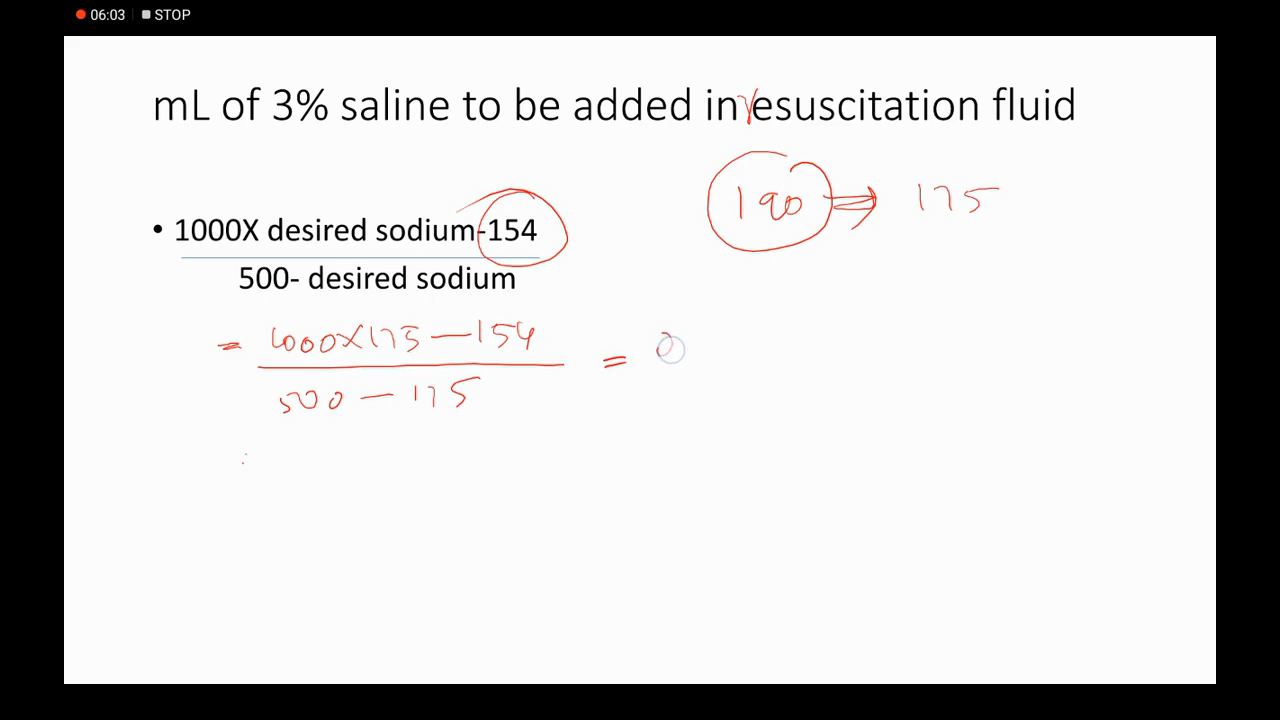 06:03 STOP
mL of 3% saline to be added in resuscitation fluid
190 ⇒ 175
• 1000X desired sodium-154
500- desired sodium
= 1000X175 — 154
500 — 175
=